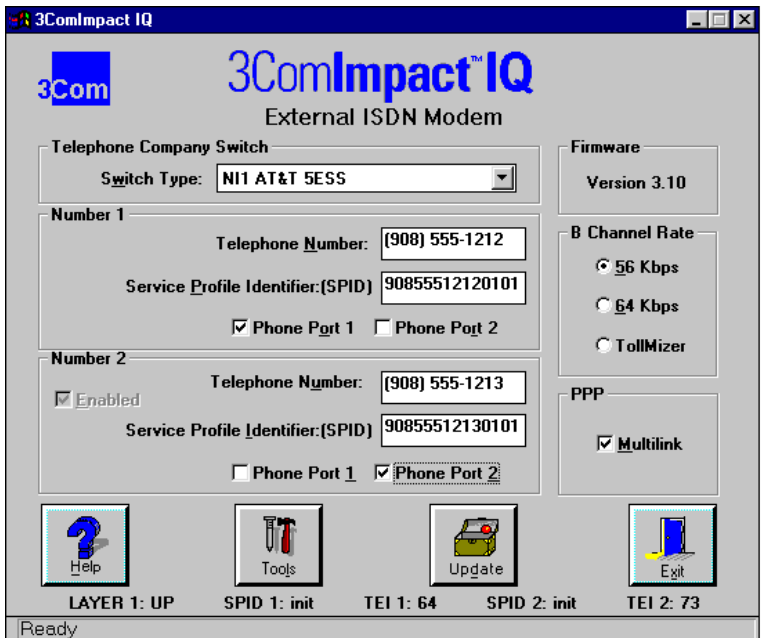 3ComImpact IQ
3Com
3ComImpact™IQ
External ISDN Modem
Telephone Company Switch
Switch Type: NI1 AT&T 5ESS
Firmware
Version 3.10
Number 1
Telephone Number: (908) 555-1212
Service Profile Identifier:(SPID) 90855512120101
Phone Port 1 Phone Port 2
B Channel Rate
56 Kbps
64 Kbps
TollMizer
Number 2
Enabled
Telephone Number: (908) 555-1213
Service Profile Identifier:(SPID) 90855512130101
Phone Port 1 Phone Port 2
PPP
Multilink
Help Tools Update Exit
LAYER 1: UP SPID 1: init TEI 1: 64 SPID 2: init TEI 2: 73
Ready